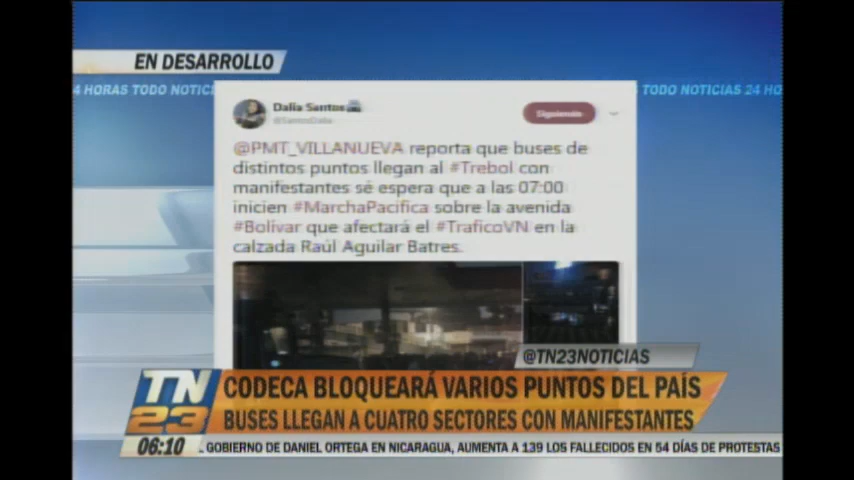 EN DESARROLLO
4 HORAS TODO NOTICI
TODO NOTICIAS 24 HO
Dalia Santos
@SantosDalia
Siguiendo
@PMT_VILLANUEVA reporta que buses de
distintos puntos llegan al #Trebol con
manifestantes sé espera que a las 07:00
inicien #MarchaPacifica sobre la avenida
#Bolívar que afectará el #TraficoVN en la
calzada Raúl Aguilar Batres.
@TN23NOTICIAS
TN
23
CODECA BLOQUEARÁ VARIOS PUNTOS DEL PAÍS
BUSES LLEGAN A CUATRO SECTORES CON MANIFESTANTES
06:10
L GOBIERNO DE DANIEL ORTEGA EN NICARAGUA, AUMENTA A 139 LOS FALLECIDOS EN 54 DÍAS DE PROTESTAS